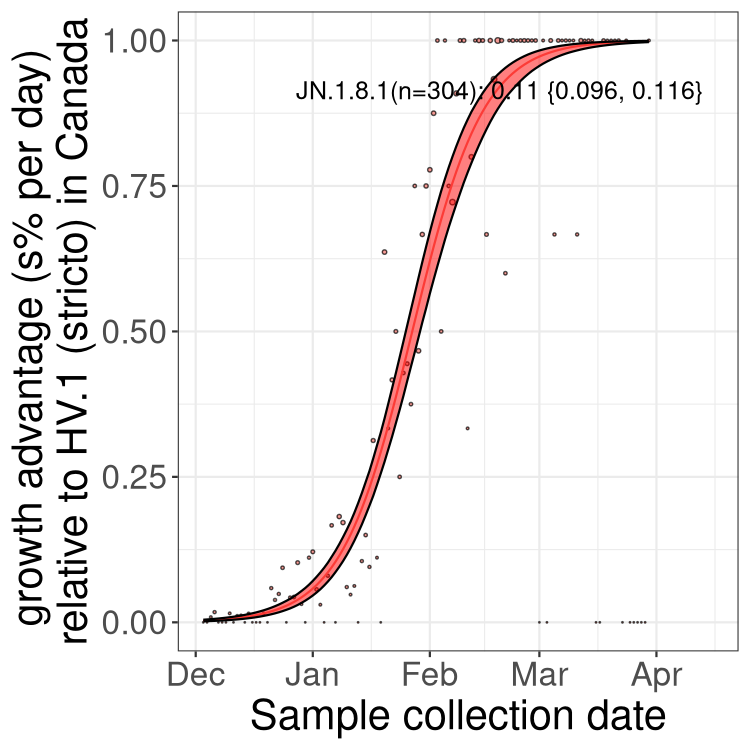 growth advantage (s% per day)
relative to HV.1 (stricto) in Canada
1.00
0.75
0.50
0.25
0.00
JN.1.8.1(n=304): 0.11 {0.096, 0.116}
Dec Jan Feb Mar Apr
Sample collection date